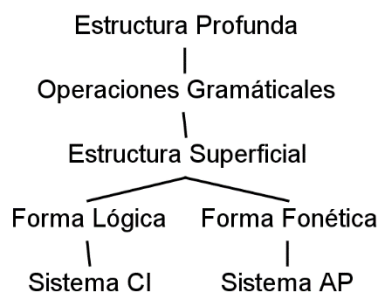 Estructura Profunda
Operaciones Gramáticales
Estructura Superficial
Forma Lógica Forma Fonética
Sistema CI Sistema AP